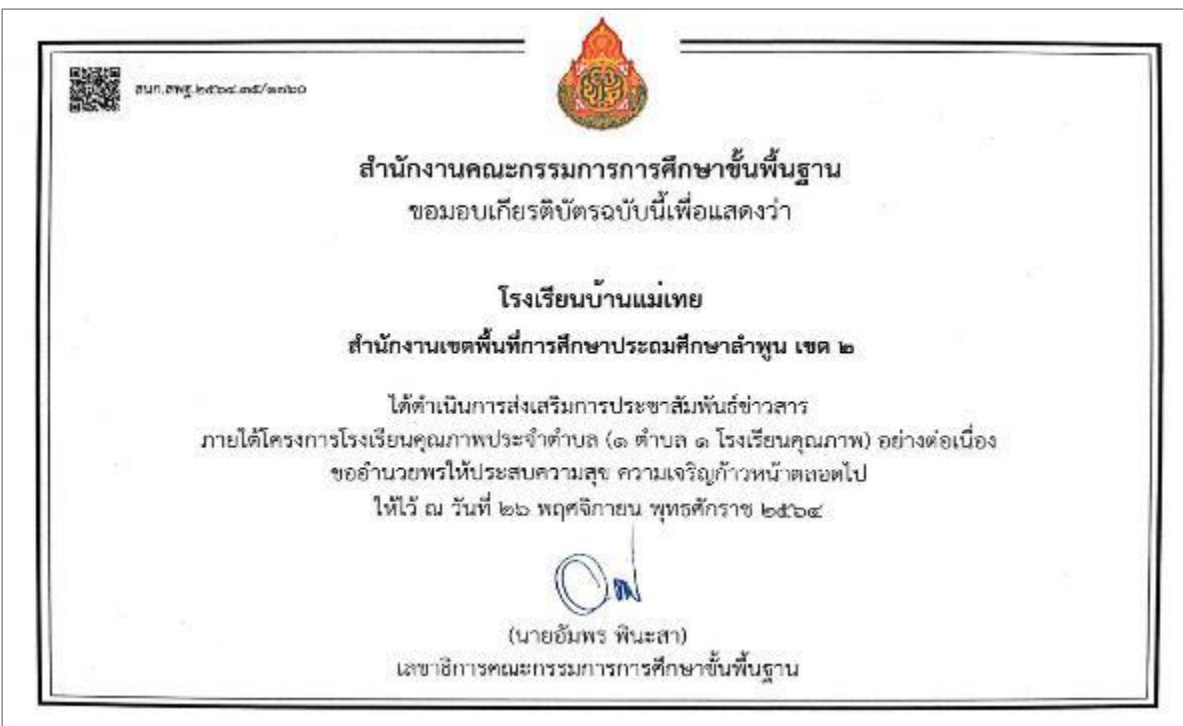 สนก.สพฐ.๒๕๖๔.๓๕/๑๓๒๐
สำนักงานคณะกรรมการการศึกษาขั้นพื้นฐาน
ขอมอบเกียรติบัตรฉบับนี้เพื่อแสดงว่า
โรงเรียนบ้านแม่เทย
สำนักงานเขตพื้นที่การศึกษาประถมศึกษาลำพูน เขต ๒
ได้ดำเนินการส่งเสริมการประชาสัมพันธ์ข่าวสาร
ภายใต้โครงการโรงเรียนคุณภาพประจำตำบล (๑ ตำบล ๑ โรงเรียนคุณภาพ) อย่างต่อเนื่อง
ขออำนวยพรให้ประสบความสุข ความเจริญก้าวหน้าตลอดไป
ให้ไว้ ณ วันที่ ๒๖ พฤศจิกายน พุทธศักราช ๒๕๖๔
(นายอัมพร พินะสา)
เลขาธิการคณะกรรมการการศึกษาขั้นพื้นฐาน